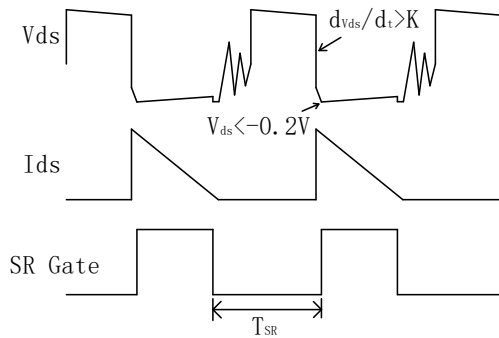 dVds/dt>K
Vds
Vds<-0.2V
Ids
SR Gate
TSR